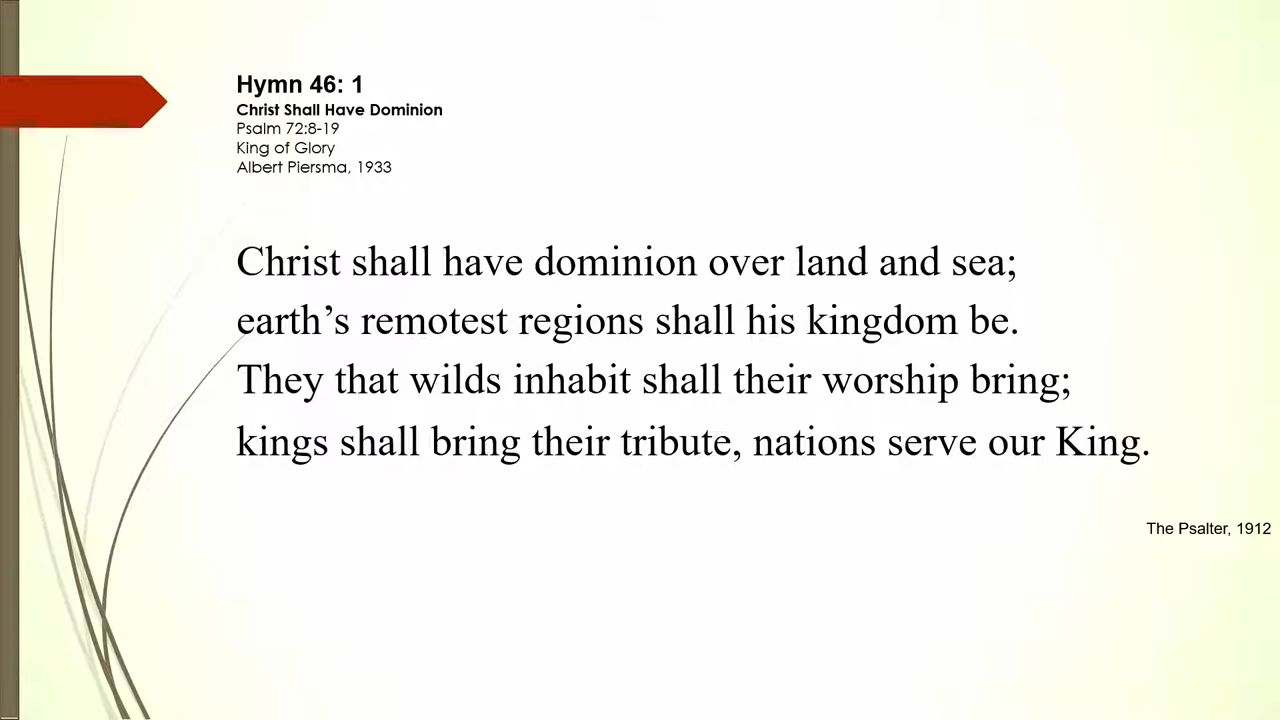 Hymn 46: 1
Christ Shall Have Dominion
Psalm 72:8-19
King of Glory
Albert Piersma, 1933
Christ shall have dominion over land and sea;
earth’s remotest regions shall his kingdom be.
They that wilds inhabit shall their worship bring;
kings shall bring their tribute, nations serve our King.
The Psalter, 1912